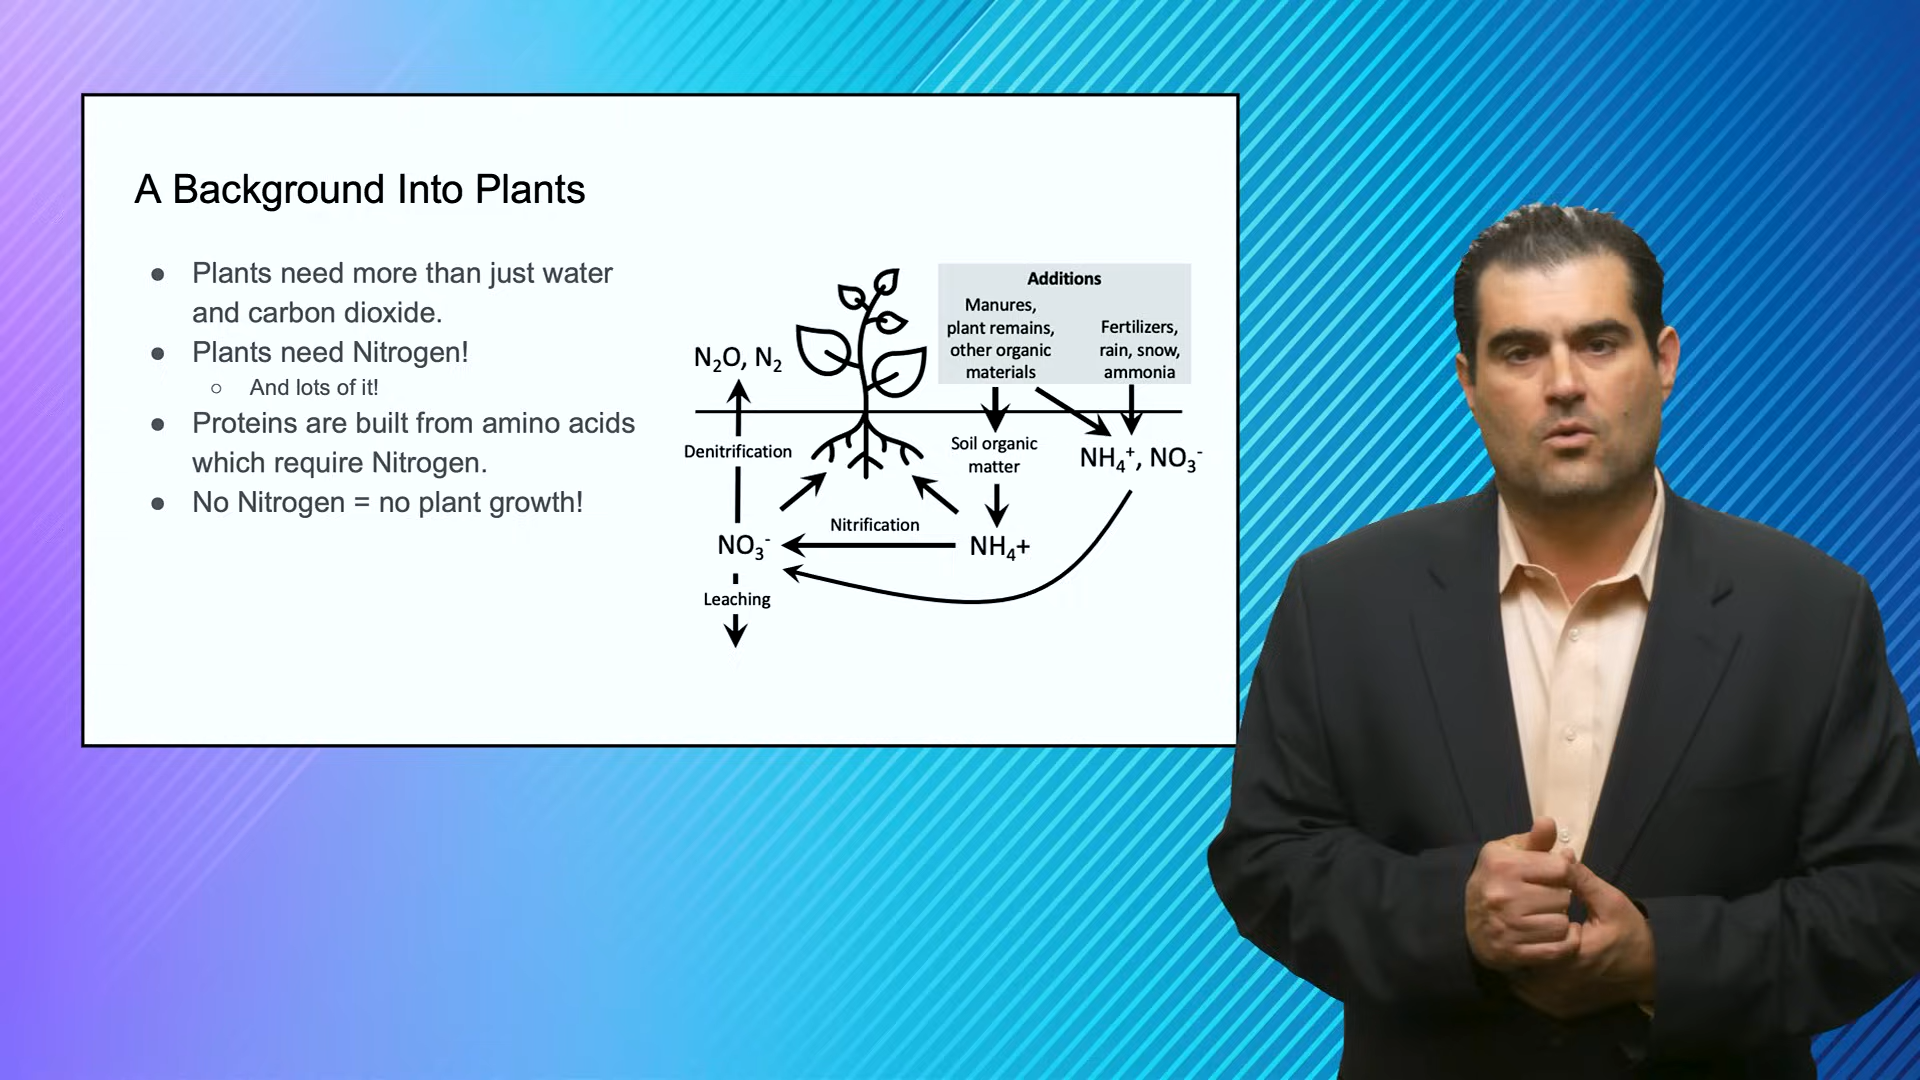 A Background Into Plants
● Plants need more than just water
and carbon dioxide.
● Plants need Nitrogen!
○ And lots of it!
● Proteins are built from amino acids
which require Nitrogen.
● No Nitrogen = no plant growth!
Additions
Manures,
plant remains,
other organic
materials
Fertilizers,
rain, snow,
ammonia
N₂O, N₂
Denitrification
Soil organic
matter
NH₄⁺, NO₃⁻
Nitrification
NO₃⁻
NH₄+
Leaching